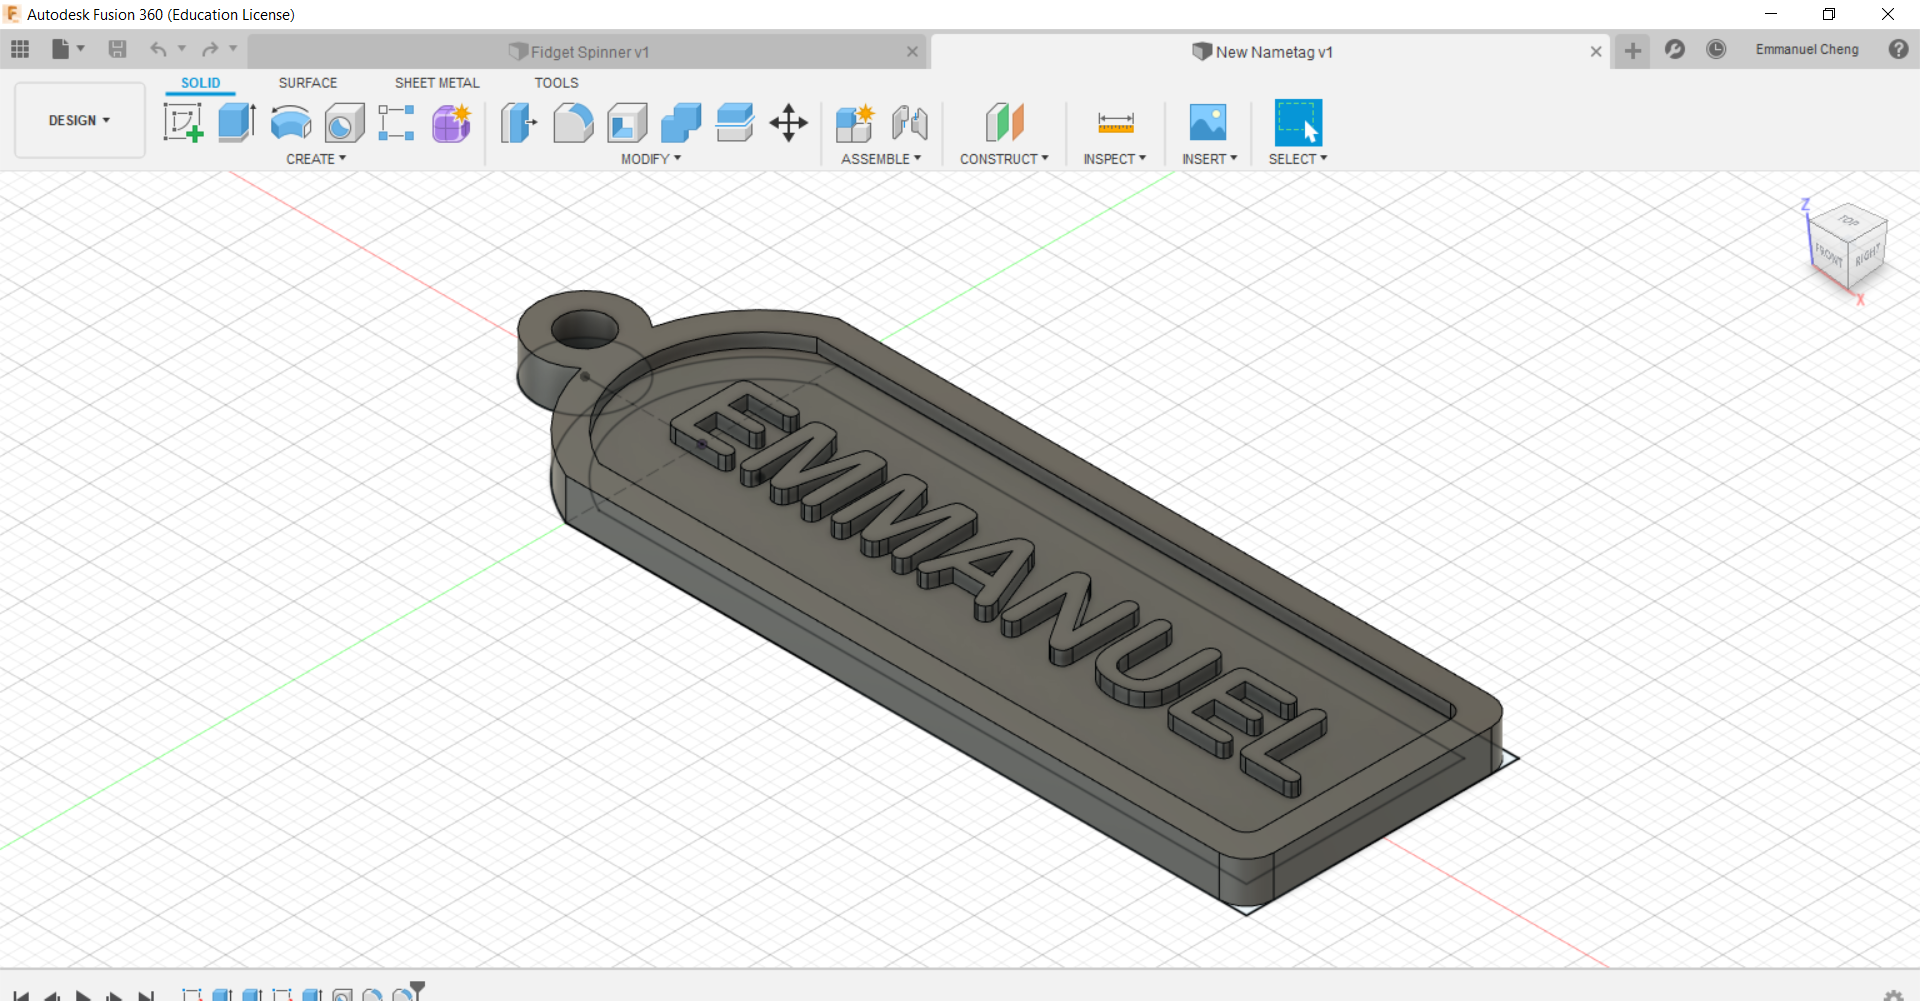 Autodesk Fusion 360 (Education License)
Fidget Spinner v1
New Nametag v1
Emmanuel Cheng
SOLID SURFACE SHEET METAL TOOLS
DESIGN
CREATE MODIFY ASSEMBLE CONSTRUCT INSPECT INSERT SELECT
Z
TOP
FRONT RIGHT
X
EMMANUEL